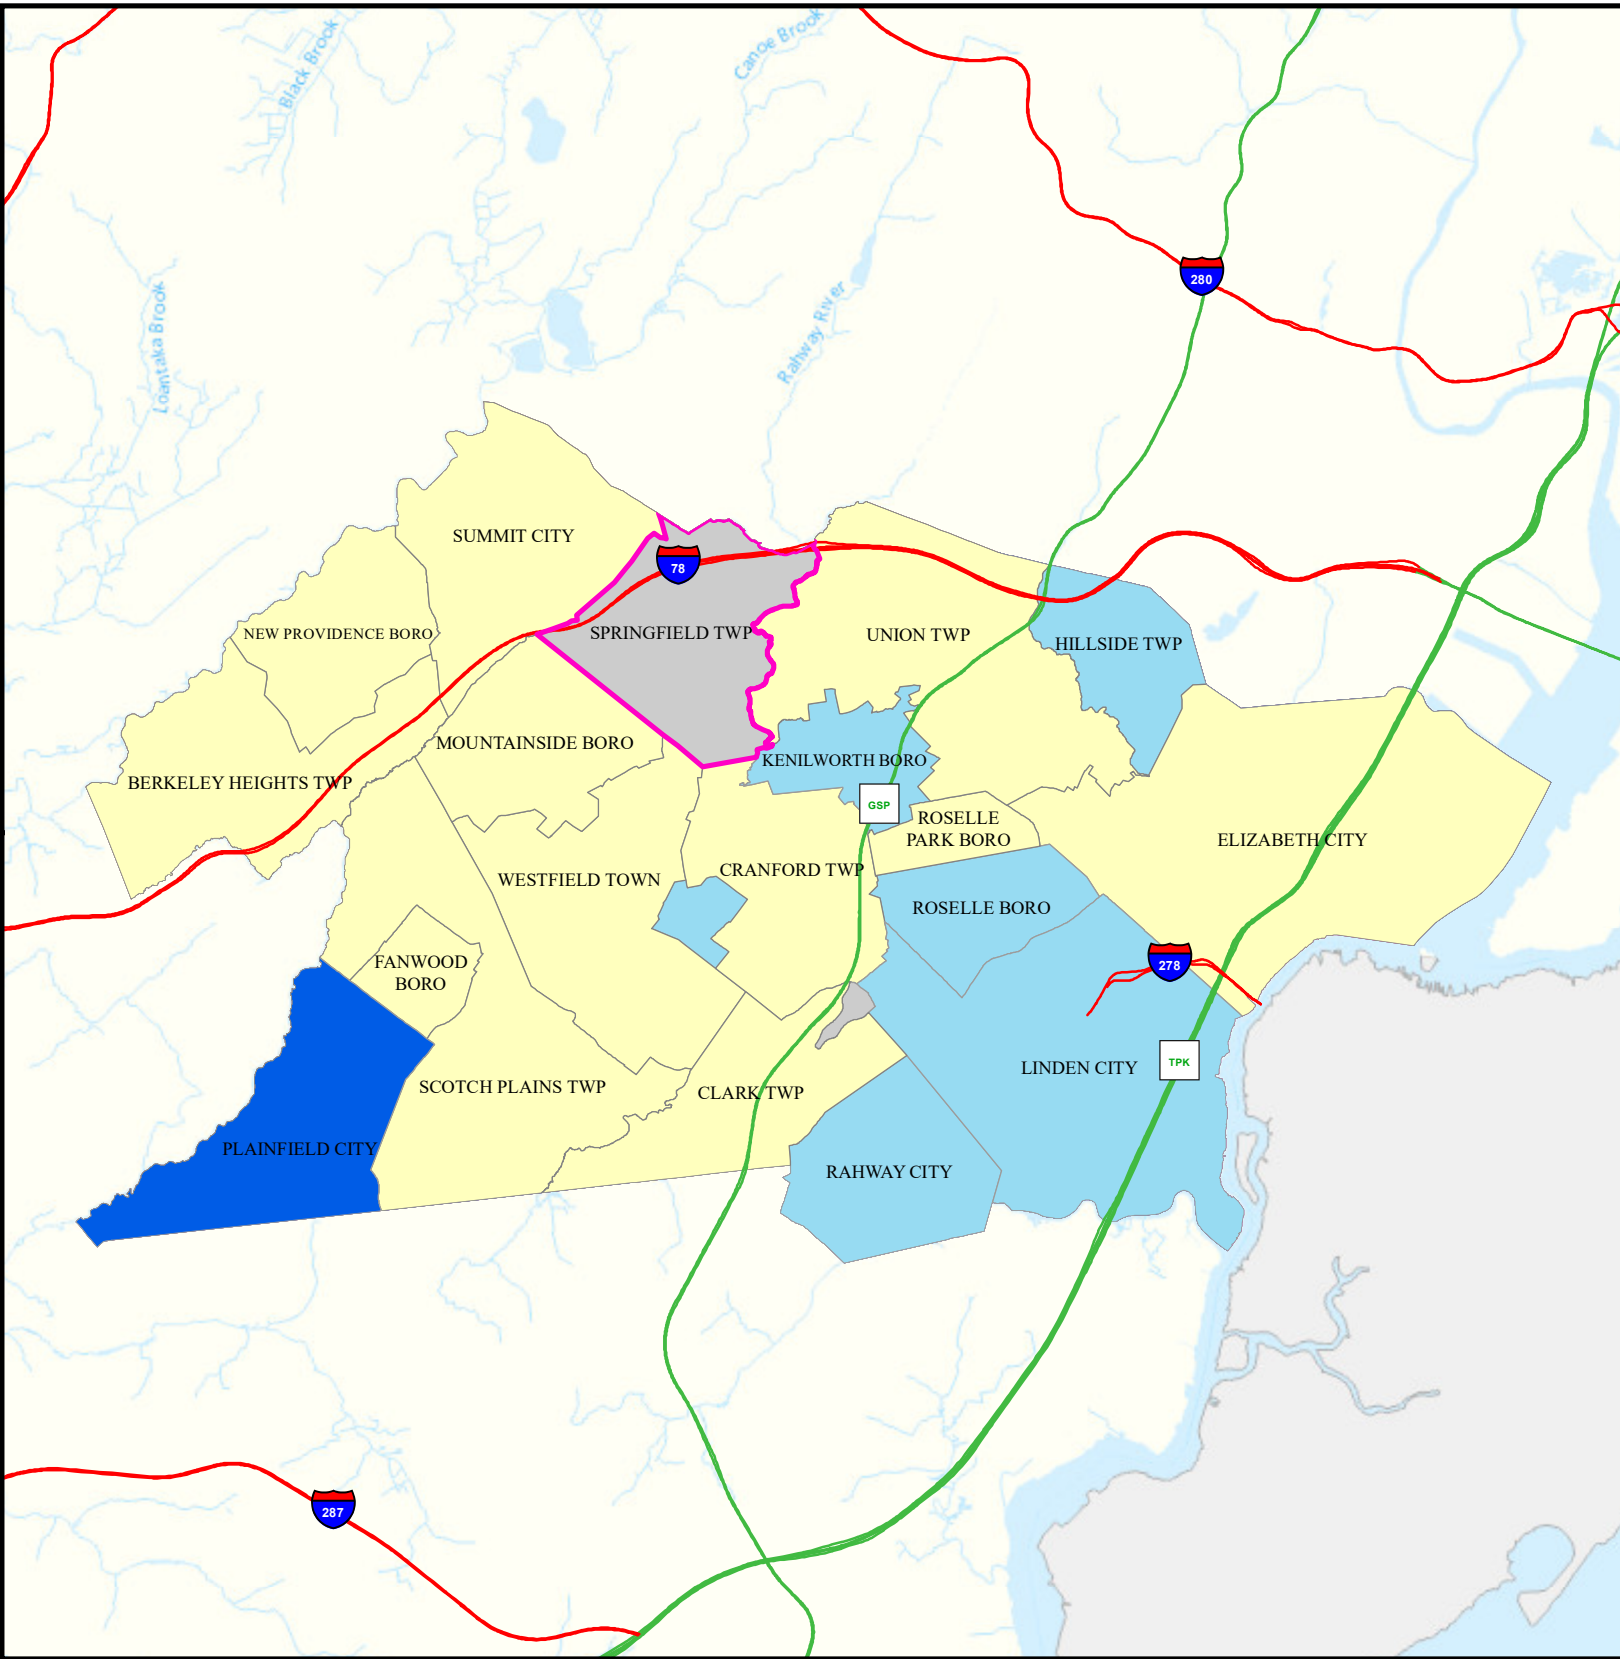 Black Brook
Canoe Brook
Loantaka Brook
Rahway River
280
SUMMIT CITY
78
NEW PROVIDENCE BORO
SPRINGFIELD TWP
UNION TWP
HILLSIDE TWP
MOUNTAINSIDE BORO
KENILWORTH BORO
BERKELEY HEIGHTS TWP
GSP
ROSELLE
PARK BORO
ELIZABETH CITY
CRANFORD TWP
WESTFIELD TOWN
ROSELLE BORO
FANWOOD
BORO
278
LINDEN CITY
TPK
SCOTCH PLAINS TWP
CLARK TWP
PLAINFIELD CITY
RAHWAY CITY
287